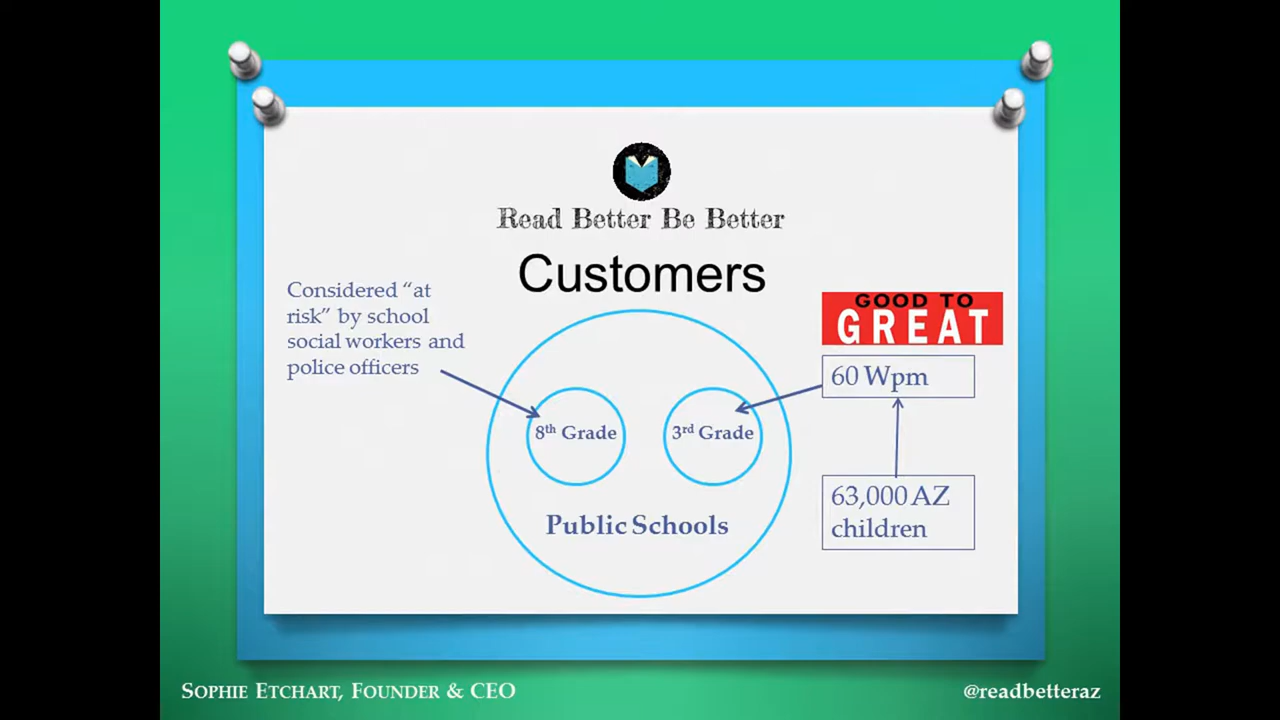 Read Better Be Better
Customers
Considered “at
risk” by school
social workers and
police officers
GOOD TO
GREAT
60 Wpm
8th Grade
3rd Grade
63,000 AZ
children
Public Schools
SOPHIE ETCHART, FOUNDER & CEO
@readbetteraz